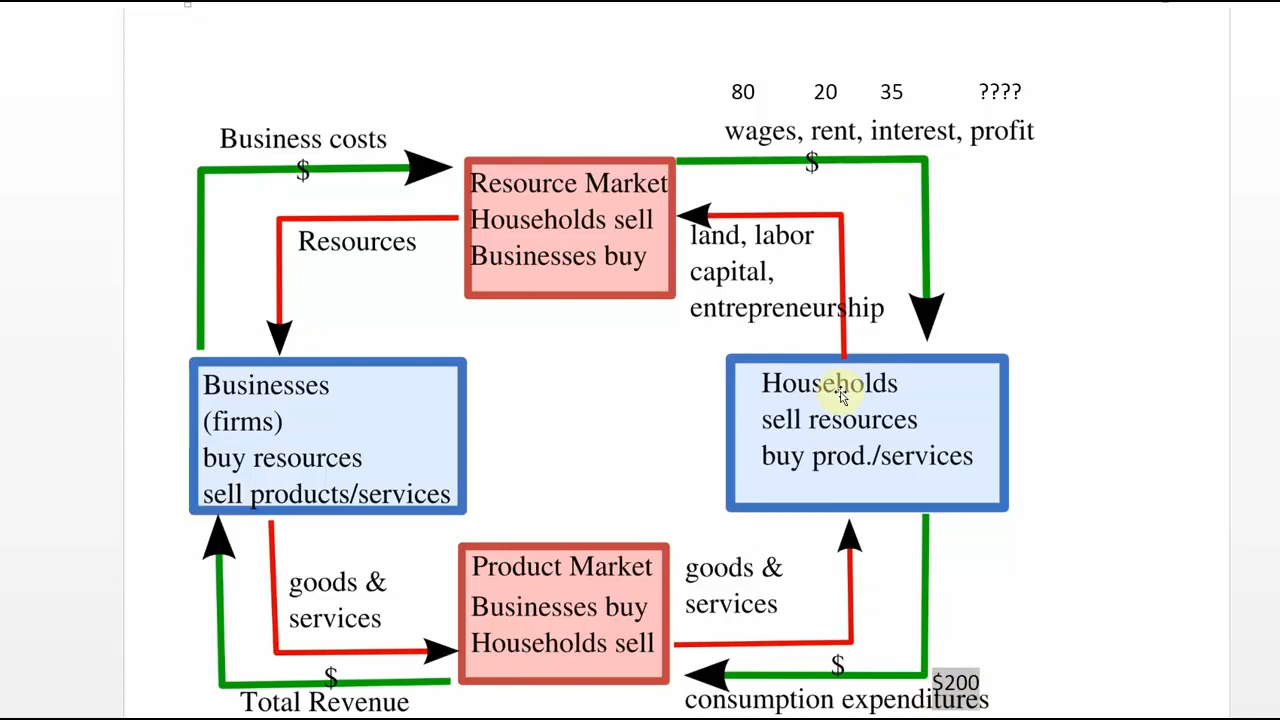 80 20 35 ????
wages, rent, interest, profit
Business costs
$
$
Resource Market
Households sell
Businesses buy
Resources
land, labor
capital,
entrepreneurship
Businesses
(firms)
buy resources
sell products/services
Households
sell resources
buy prod./services
goods &
services
Product Market
Businesses buy
Households sell
goods &
services
$
Total Revenue
$
$200
consumption expenditures